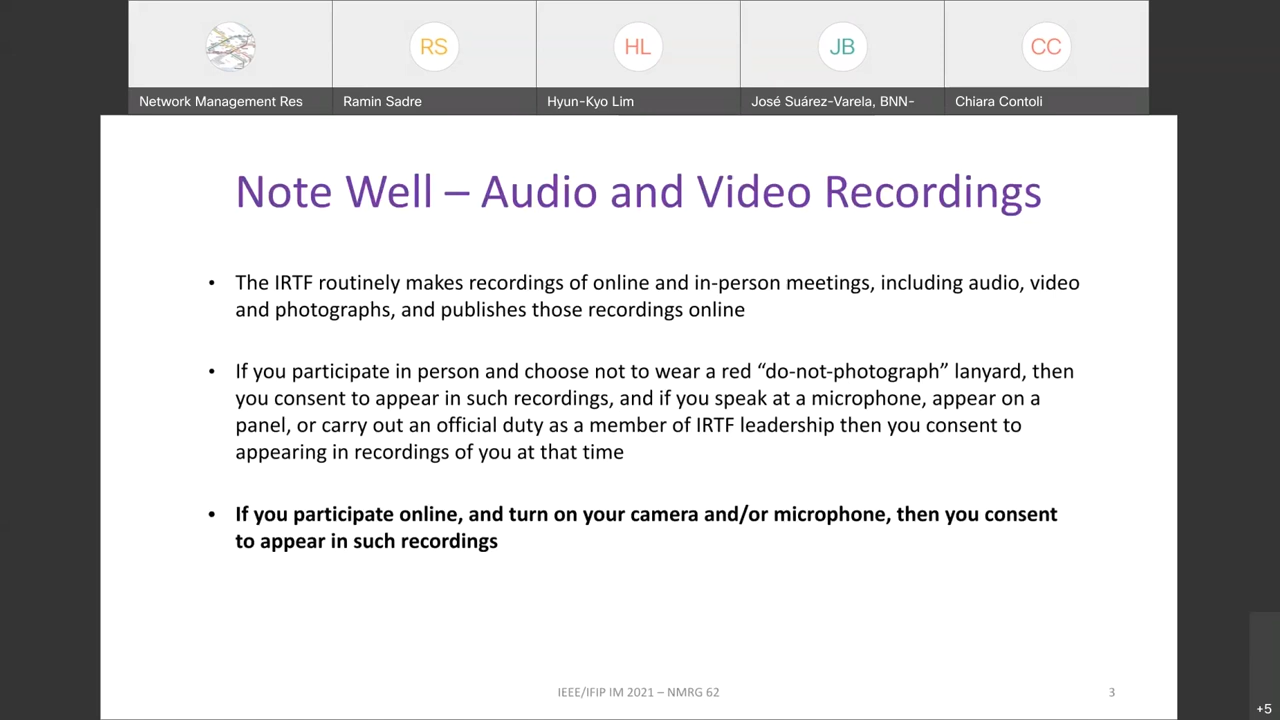 RS
HL
JB
CC
Network Management Res
Ramin Sadre
Hyun-Kyo Lim
José Suárez-Varela, BNN-
Chiara Contoli
Note Well – Audio and Video Recordings
• The IRTF routinely makes recordings of online and in-person meetings, including audio, video
and photographs, and publishes those recordings online
• If you participate in person and choose not to wear a red “do-not-photograph” lanyard, then
you consent to appear in such recordings, and if you speak at a microphone, appear on a
panel, or carry out an official duty as a member of IRTF leadership then you consent to
appearing in recordings of you at that time
• If you participate online, and turn on your camera and/or microphone, then you consent
to appear in such recordings
IEEE/IFIP IM 2021 – NMRG 62
3
+5